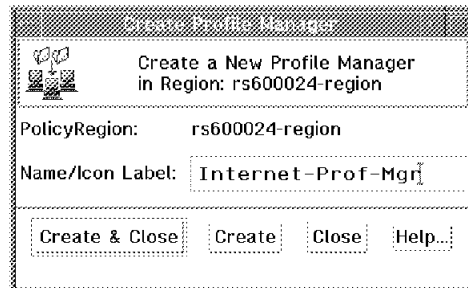 Create Profile Manager
Create a New Profile Manager
in Region: rs600024-region
PolicyRegion: rs600024-region
Name/Icon Label: Internet-Prof-Mgr
Create & Close Create Close Help...